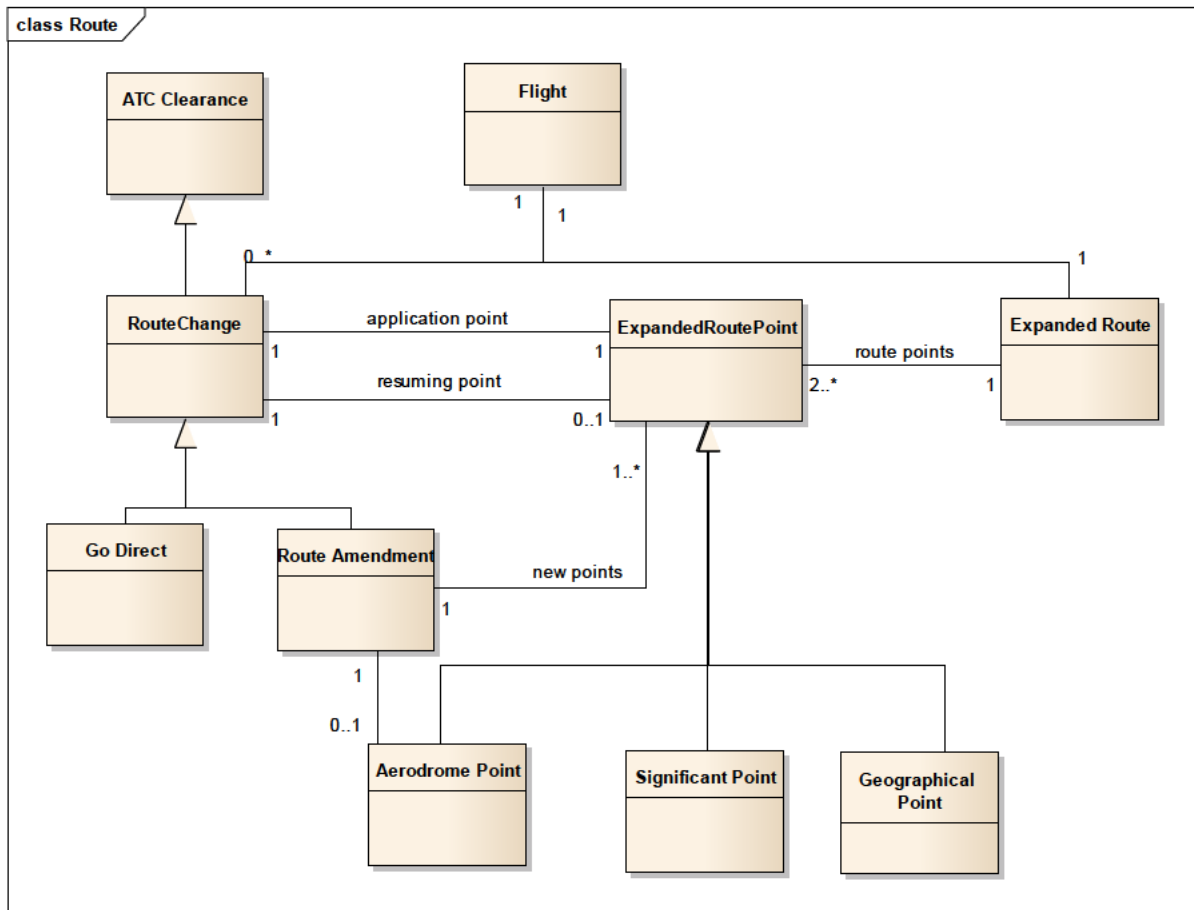 class Route
ATC Clearance
Flight
1
1
0..*
1
RouteChange
application point
1
1
resuming point
1
0..1
ExpandedRoutePoint
route points
2..*
1
Expanded Route
1..*
Go Direct
Route Amendment
new points
1
1
0..1
Aerodrome Point
Significant Point
Geographical
Point